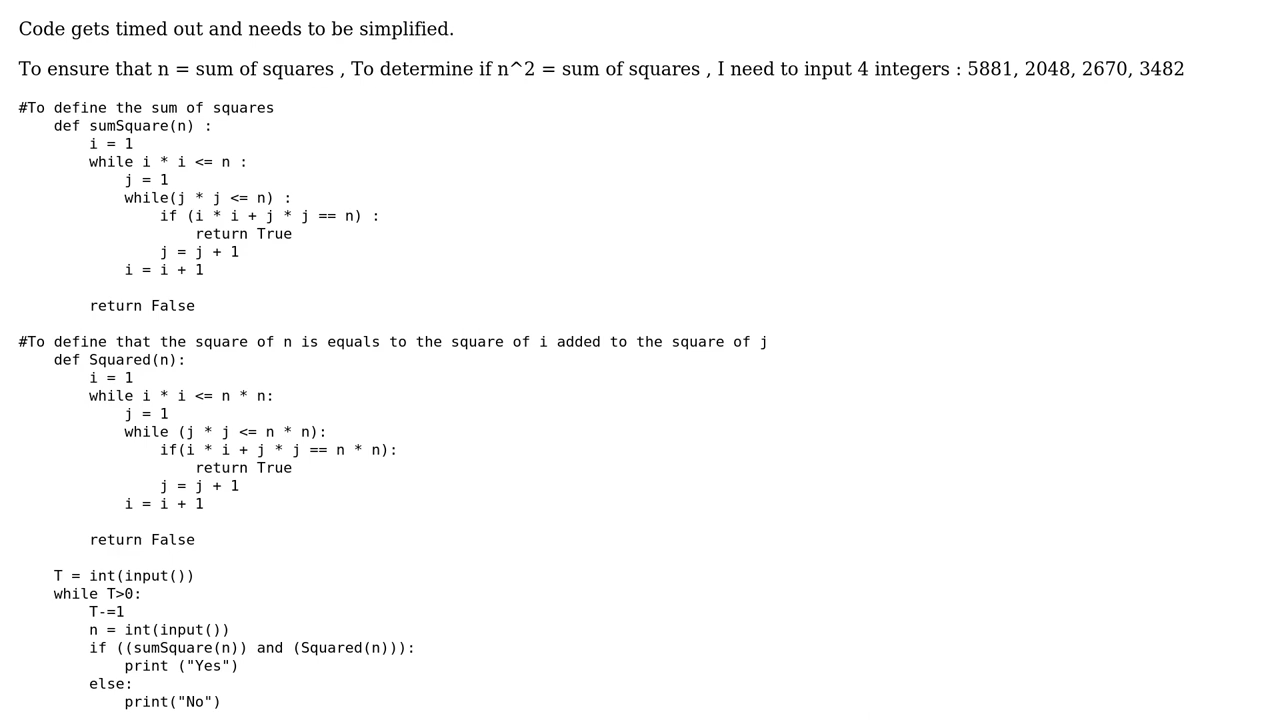 Code gets timed out and needs to be simplified.
To ensure that n = sum of squares , To determine if n^2 = sum of squares , I need to input 4 integers : 5881, 2048, 2670, 3482
#To define the sum of squares
    def sumSquare(n) :
        i = 1
        while i * i <= n :
            j = 1
            while(j * j <= n) :
                if (i * i + j * j == n) :
                    return True
                j = j + 1
            i = i + 1

        return False

#To define that the square of n is equals to the square of i added to the square of j
    def Squared(n):
        i = 1
        while i * i <= n * n:
            j = 1
            while (j * j <= n * n):
                if(i * i + j * j == n * n):
                    return True
                j = j + 1
            i = i + 1

        return False

    T = int(input())
    while T>0:
        T-=1
        n = int(input())
        if ((sumSquare(n)) and (Squared(n))):
            print ("Yes")
        else:
            print("No")